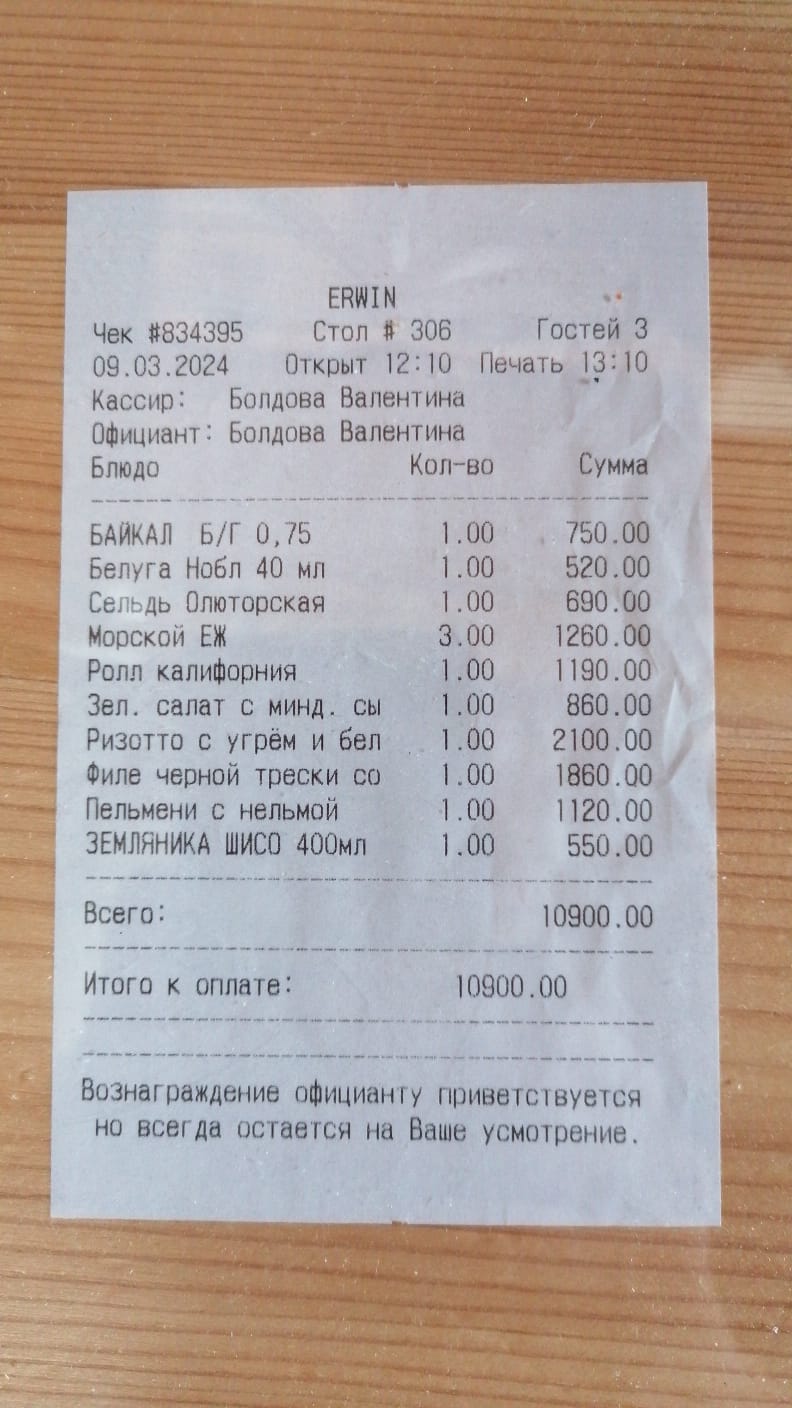 ERWIN
Чек #834395 Стол # 306 Гостей 3
09.03.2024 Открыт 12:10 Печать 13:10
Кассир: Болдова Валентина
Официант: Болдова Валентина
Блюдо Кол-во Сумма
БАЙКАЛ Б/Г 0,75 1.00 750.00
Белуга Нобл 40 мл 1.00 520.00
Сельдь Олюторская 1.00 690.00
Морской ЕЖ 3.00 1260.00
Ролл калифорния 1.00 1190.00
Зел. салат с минд. сы 1.00 860.00
Ризотто с угрём и бел 1.00 2100.00
Филе черной трески со 1.00 1860.00
Пельмени с нельмой 1.00 1120.00
ЗЕМЛЯНИКА ШИСО 400мл 1.00 550.00
Всего: 10900.00
Итого к оплате: 10900.00
Вознаграждение официанту приветствуется
но всегда остается на Ваше усмотрение.